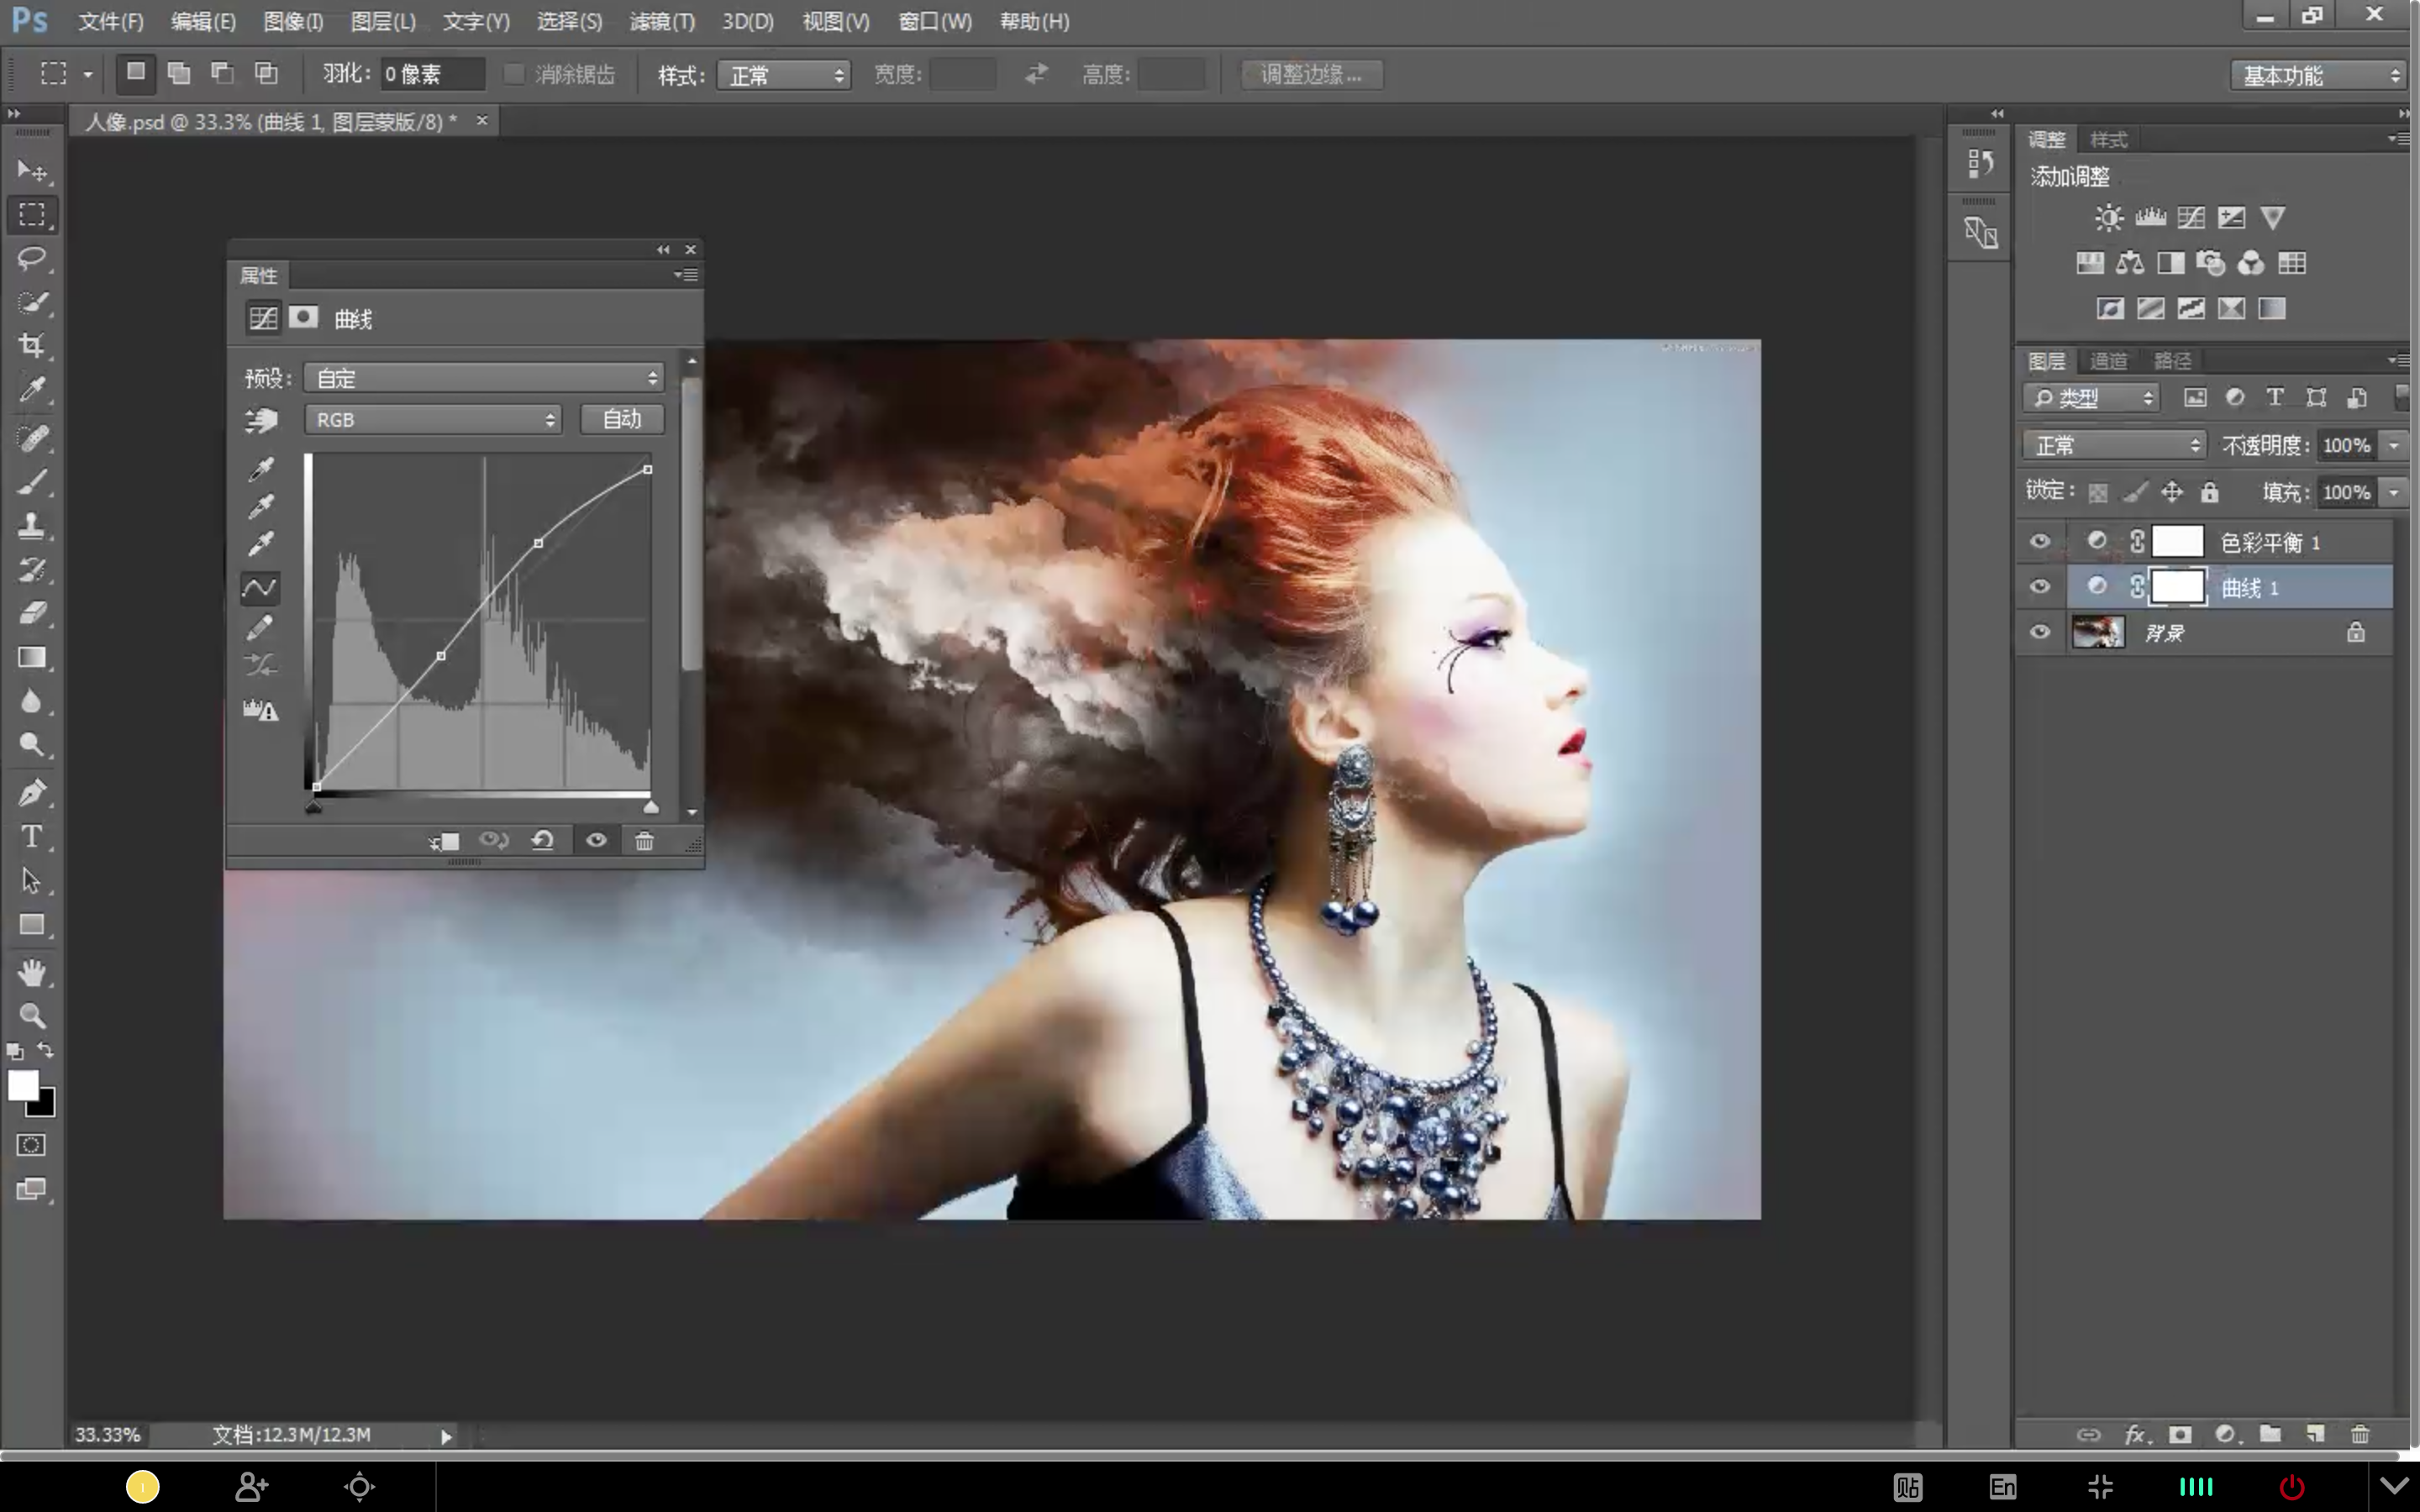 Ps 文件(F) 编辑(E) 图像(I) 图层(L) 文字(Y) 选择(S) 滤镜(T) 3D(D) 视图(V) 窗口(W) 帮助(H)
羽化: 0 像素 消除锯齿 样式: 正常 宽度: 高度: 调整边缘... 基本功能
人像.psd @ 33.3% (曲线 1, 图层蒙版/8) * ×
属性
曲线
预设: 自定
RGB 自动
调整 样式
添加调整
图层 通道 路径
类型
正常 不透明度: 100%
锁定: 填充: 100%
色彩平衡 1
曲线 1
背景
33.33% 文档:12.3M/12.3M
贴 En